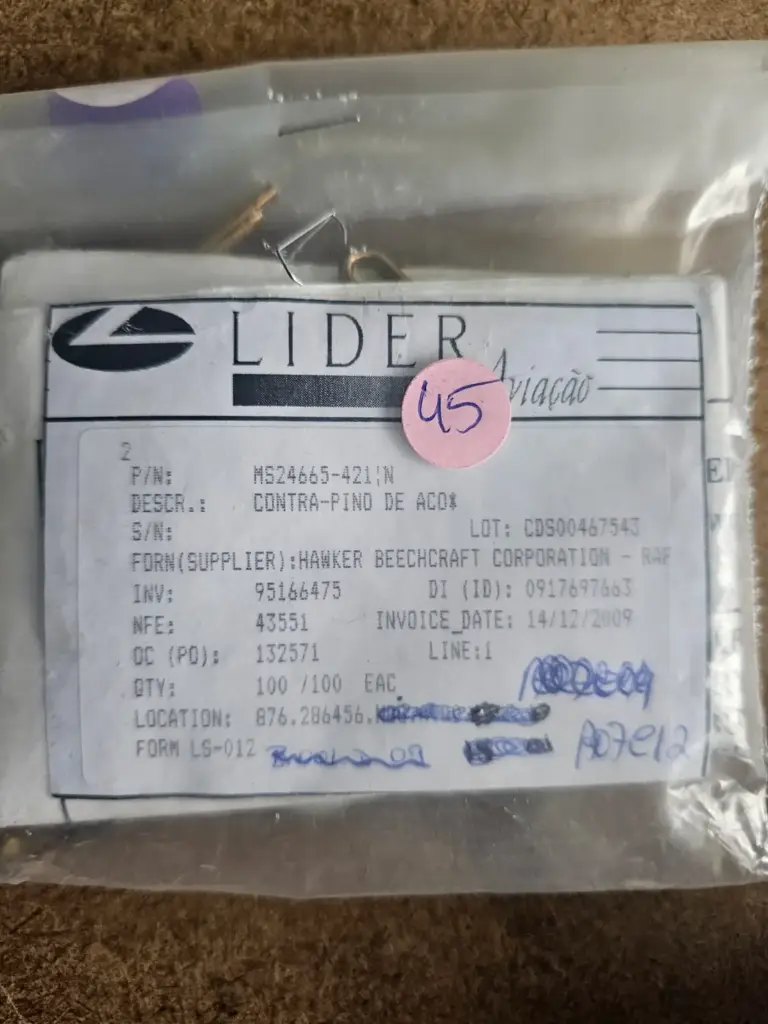 LIDER
Aviação
45
2
P/N: MS24665-421¦N
DESCR.: CONTRA-PINO DE ACO*
S/N: LOT: CDS00467543
FORN(SUPPLIER):HAWKER BEECHCRAFT CORPORATION - RAP
INV: 95166475 DI (ID): 0917697663
NFE: 43551 INVOICE_DATE: 14/12/2009
OC (PO): 132571 LINE:1
QTY: 100 /100 EAC.
LOCATION: 876.286456.
FORM LS-012 A07E12